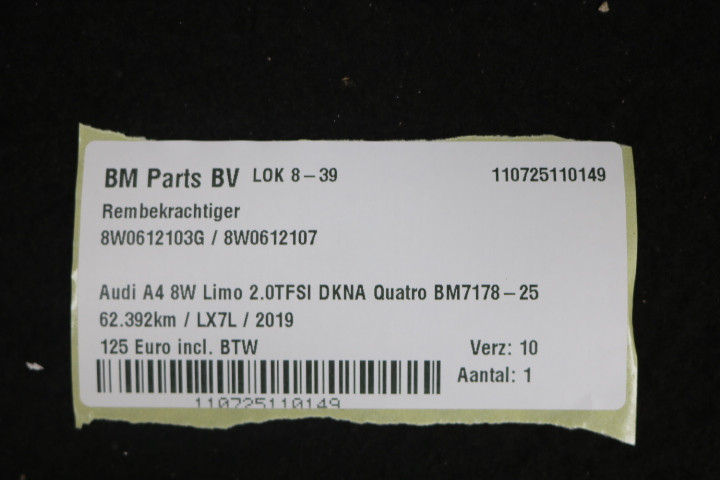 BM Parts BV LOK 8-39 110725110149
Rembekrachtiger
8W0612103G / 8W0612107
Audi A4 8W Limo 2.0TFSI DKNA Quatro BM7178-25
62.392km / LX7L / 2019
125 Euro incl. BTW Verz: 10
Aantal: 1
110725110149